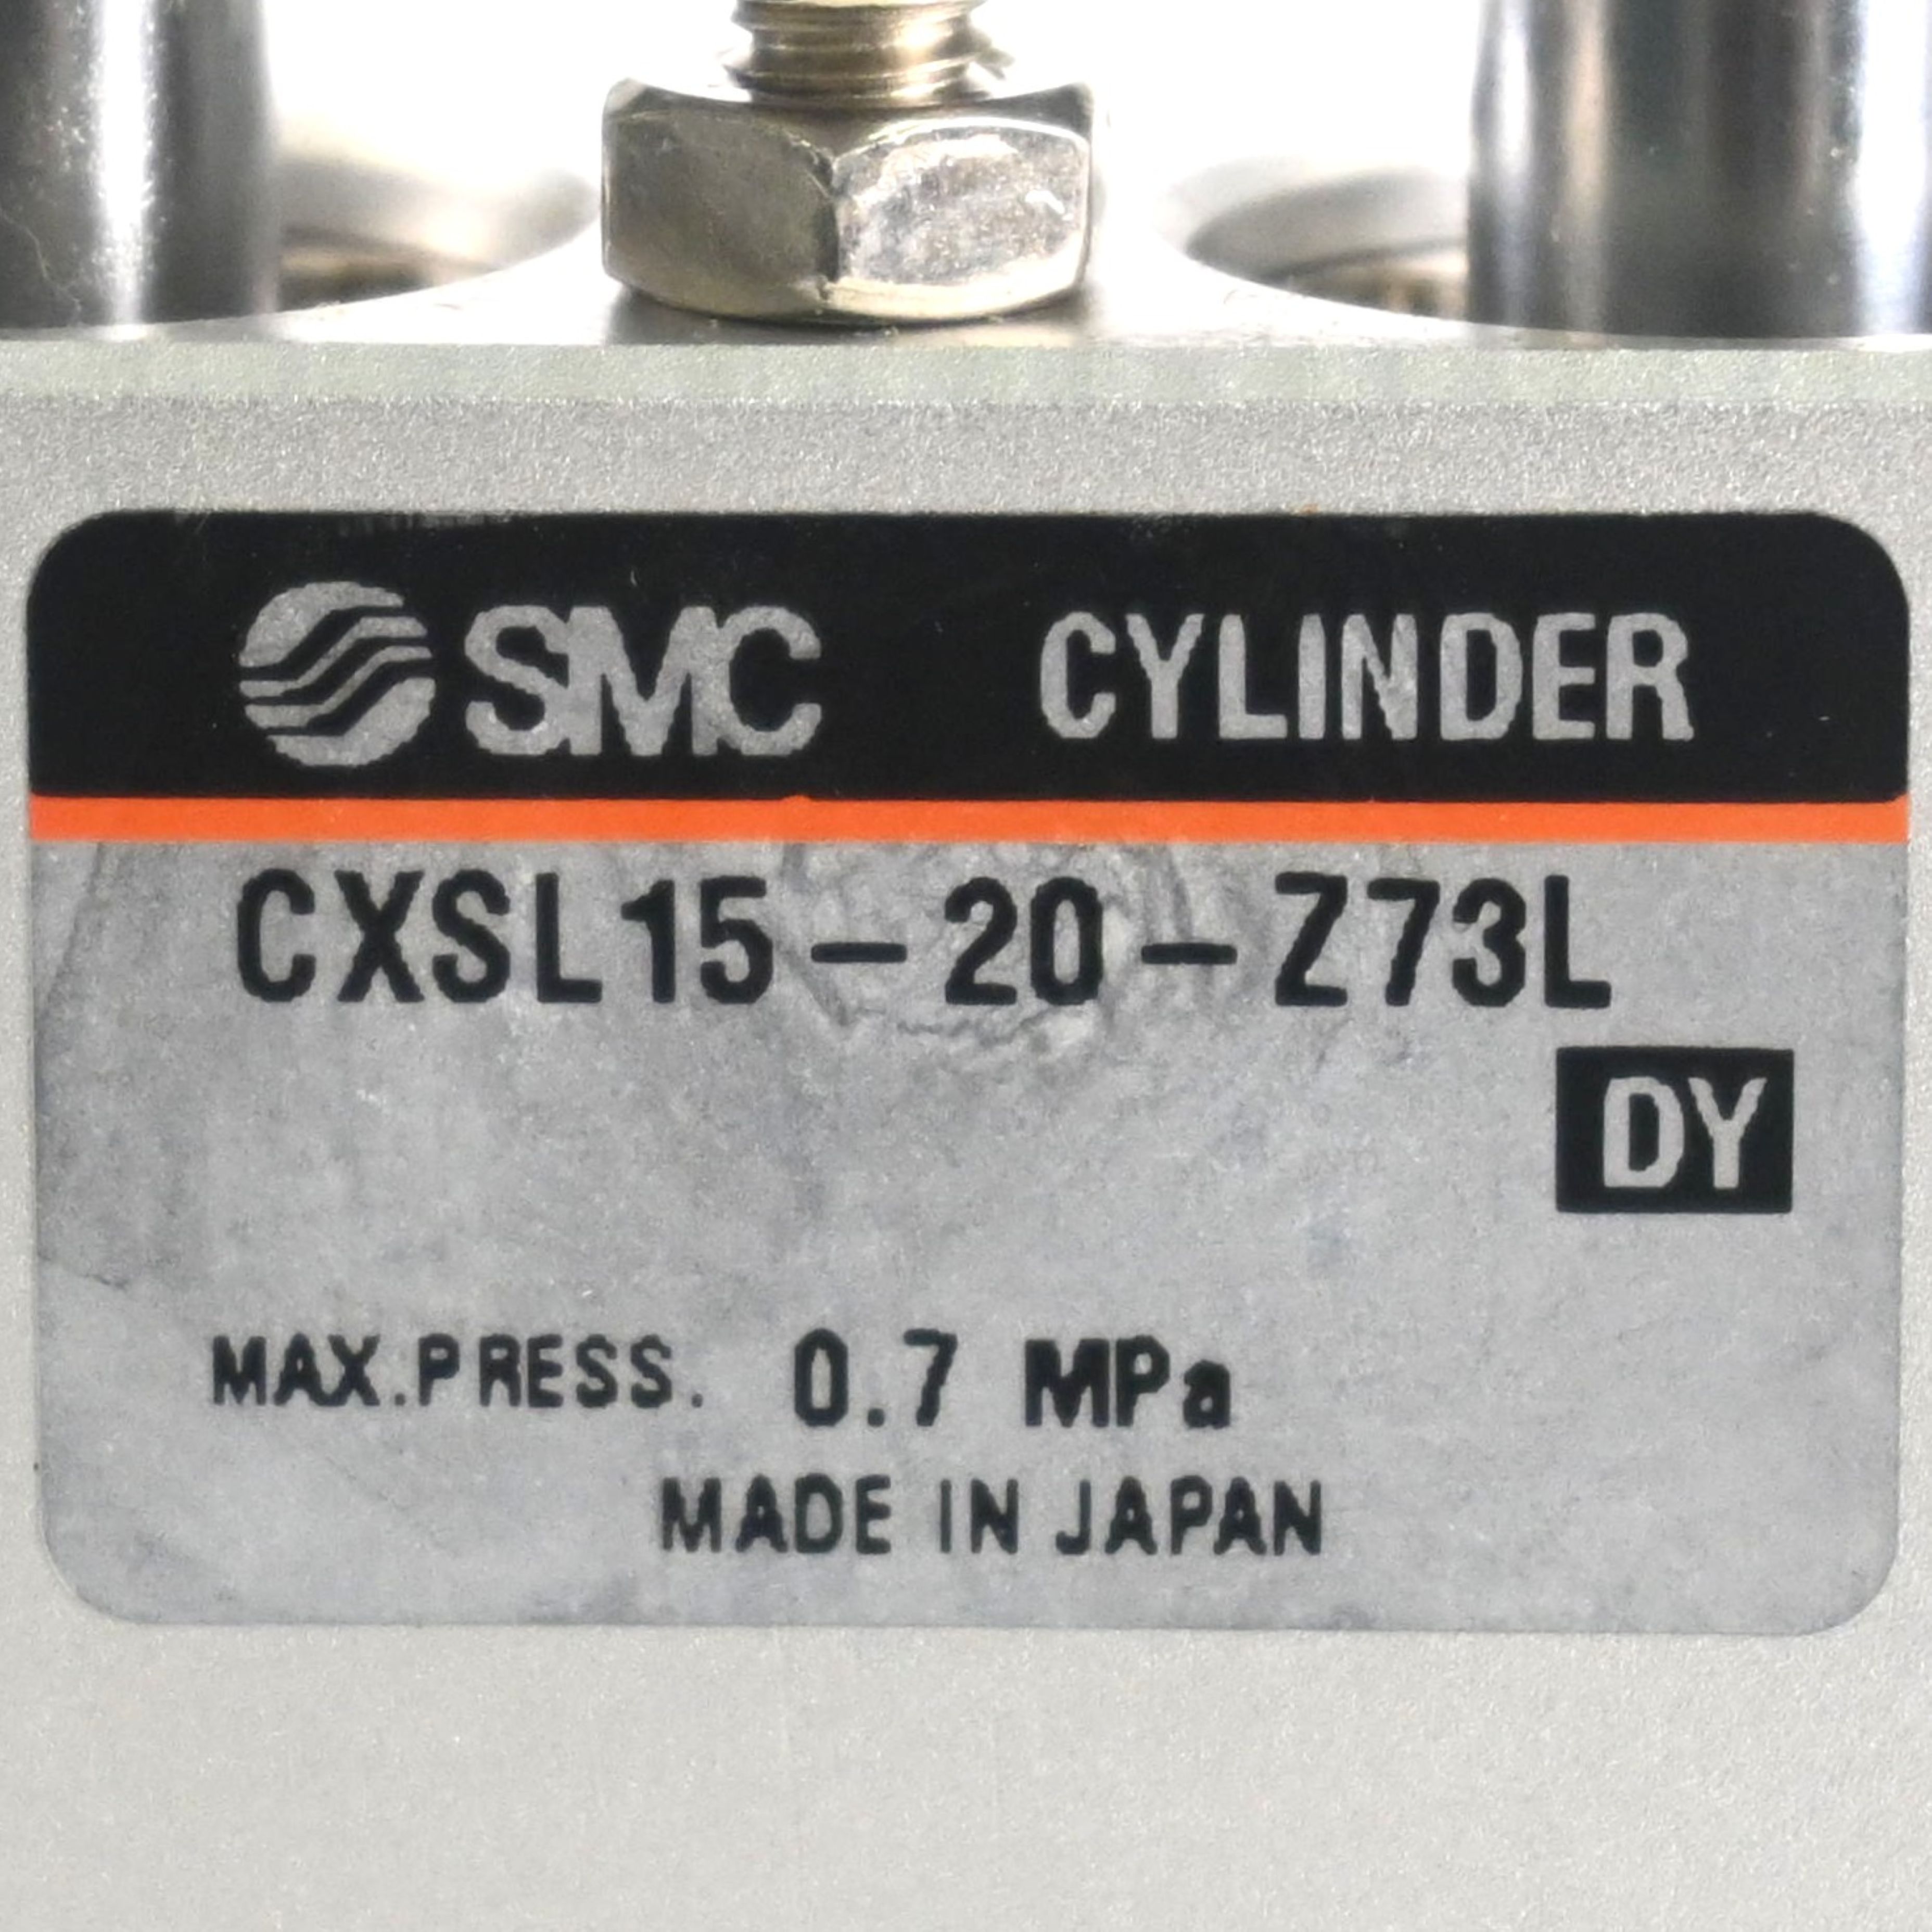 SMC CYLINDER
CXSL15-20-Z73L
DY
MAX.PRESS. 0.7 MPa
MADE IN JAPAN